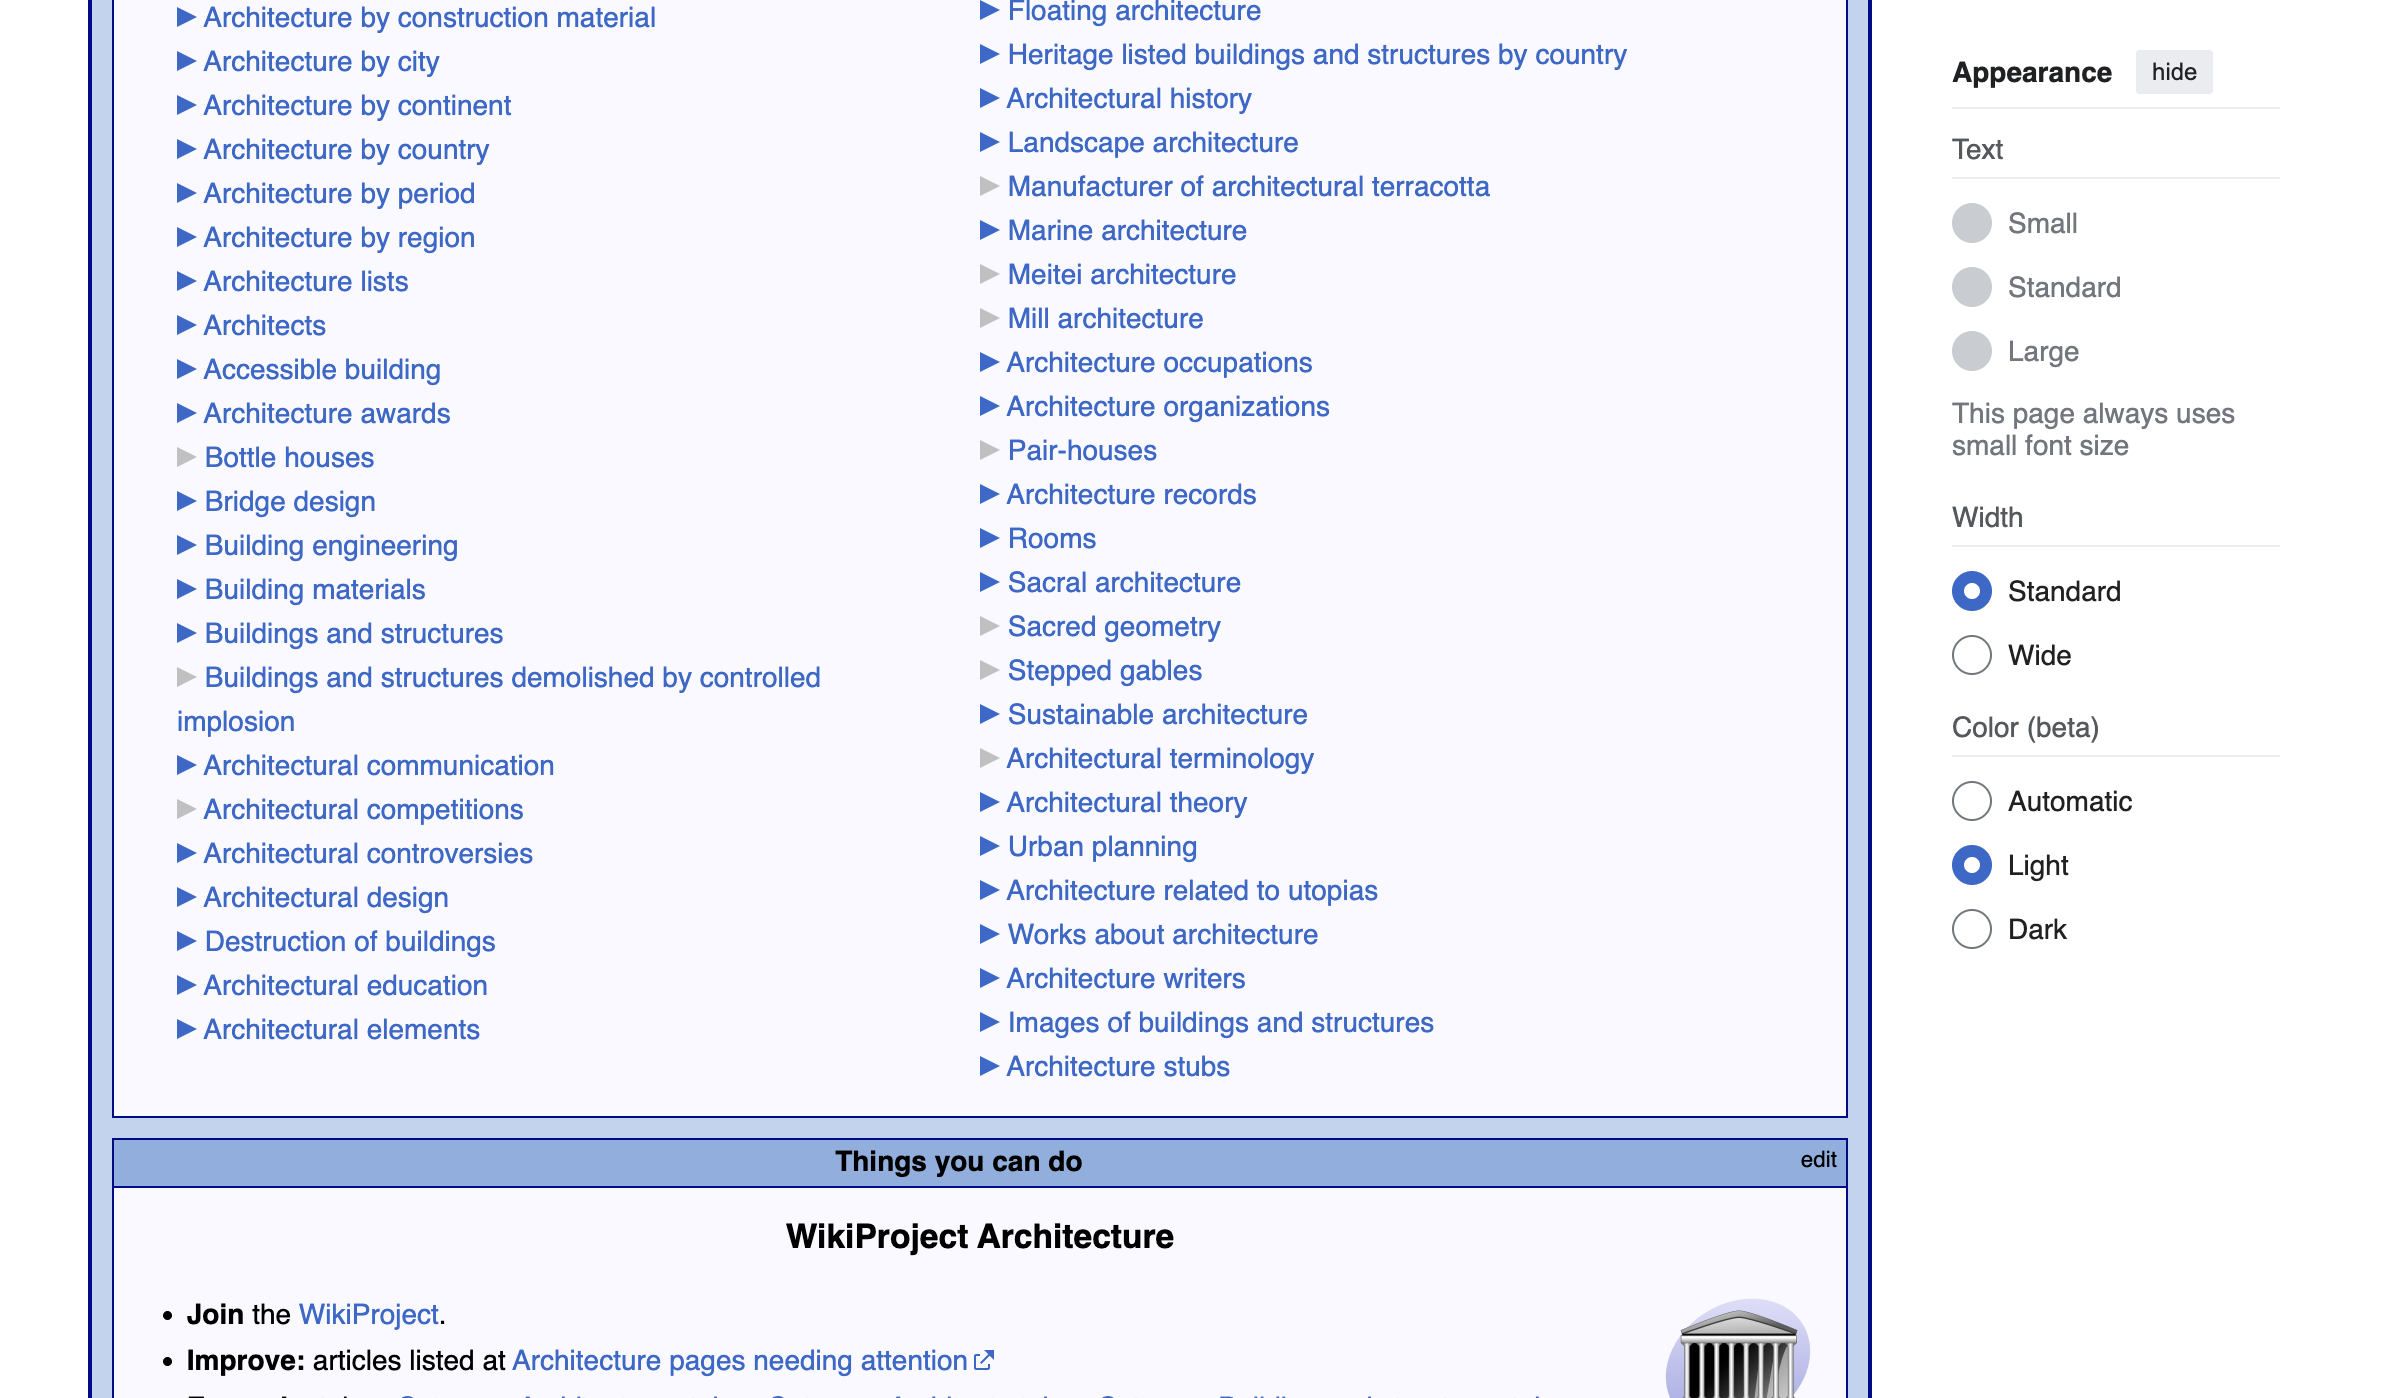 Architecture by construction material
Architecture by city
Architecture by continent
Architecture by country
Architecture by period
Architecture by region
Architecture lists
Architects
Accessible building
Architecture awards
Bottle houses
Bridge design
Building engineering
Building materials
Buildings and structures
Buildings and structures demolished by controlled
implosion
Architectural communication
Architectural competitions
Architectural controversies
Architectural design
Destruction of buildings
Architectural education
Architectural elements
Floating architecture
Heritage listed buildings and structures by country
Architectural history
Landscape architecture
Manufacturer of architectural terracotta
Marine architecture
Meitei architecture
Mill architecture
Architecture occupations
Architecture organizations
Pair-houses
Architecture records
Rooms
Sacral architecture
Sacred geometry
Stepped gables
Sustainable architecture
Architectural terminology
Architectural theory
Urban planning
Architecture related to utopias
Works about architecture
Architecture writers
Images of buildings and structures
Architecture stubs
Things you can do
edit
WikiProject Architecture
Join the WikiProject.
Improve: articles listed at Architecture pages needing attention
Appearance hide
Text
Small
Standard
Large
This page always uses
small font size
Width
Standard
Wide
Color (beta)
Automatic
Light
Dark